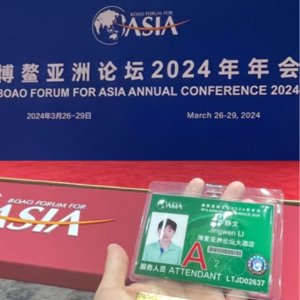 BOAO FORUM FOR
ASIA
博鳌亚洲论坛2024年年会
BOAO FORUM FOR ASIA ANNUAL CONFERENCE 2024
2024年3月26-29日
March 26-29, 2024
BOAO FORUM FOR
ASIA
ASIA
静文
Jingwen LI
博鳌亚洲论坛大酒店
A
服务人员 ATTENDANT
LTJD02637